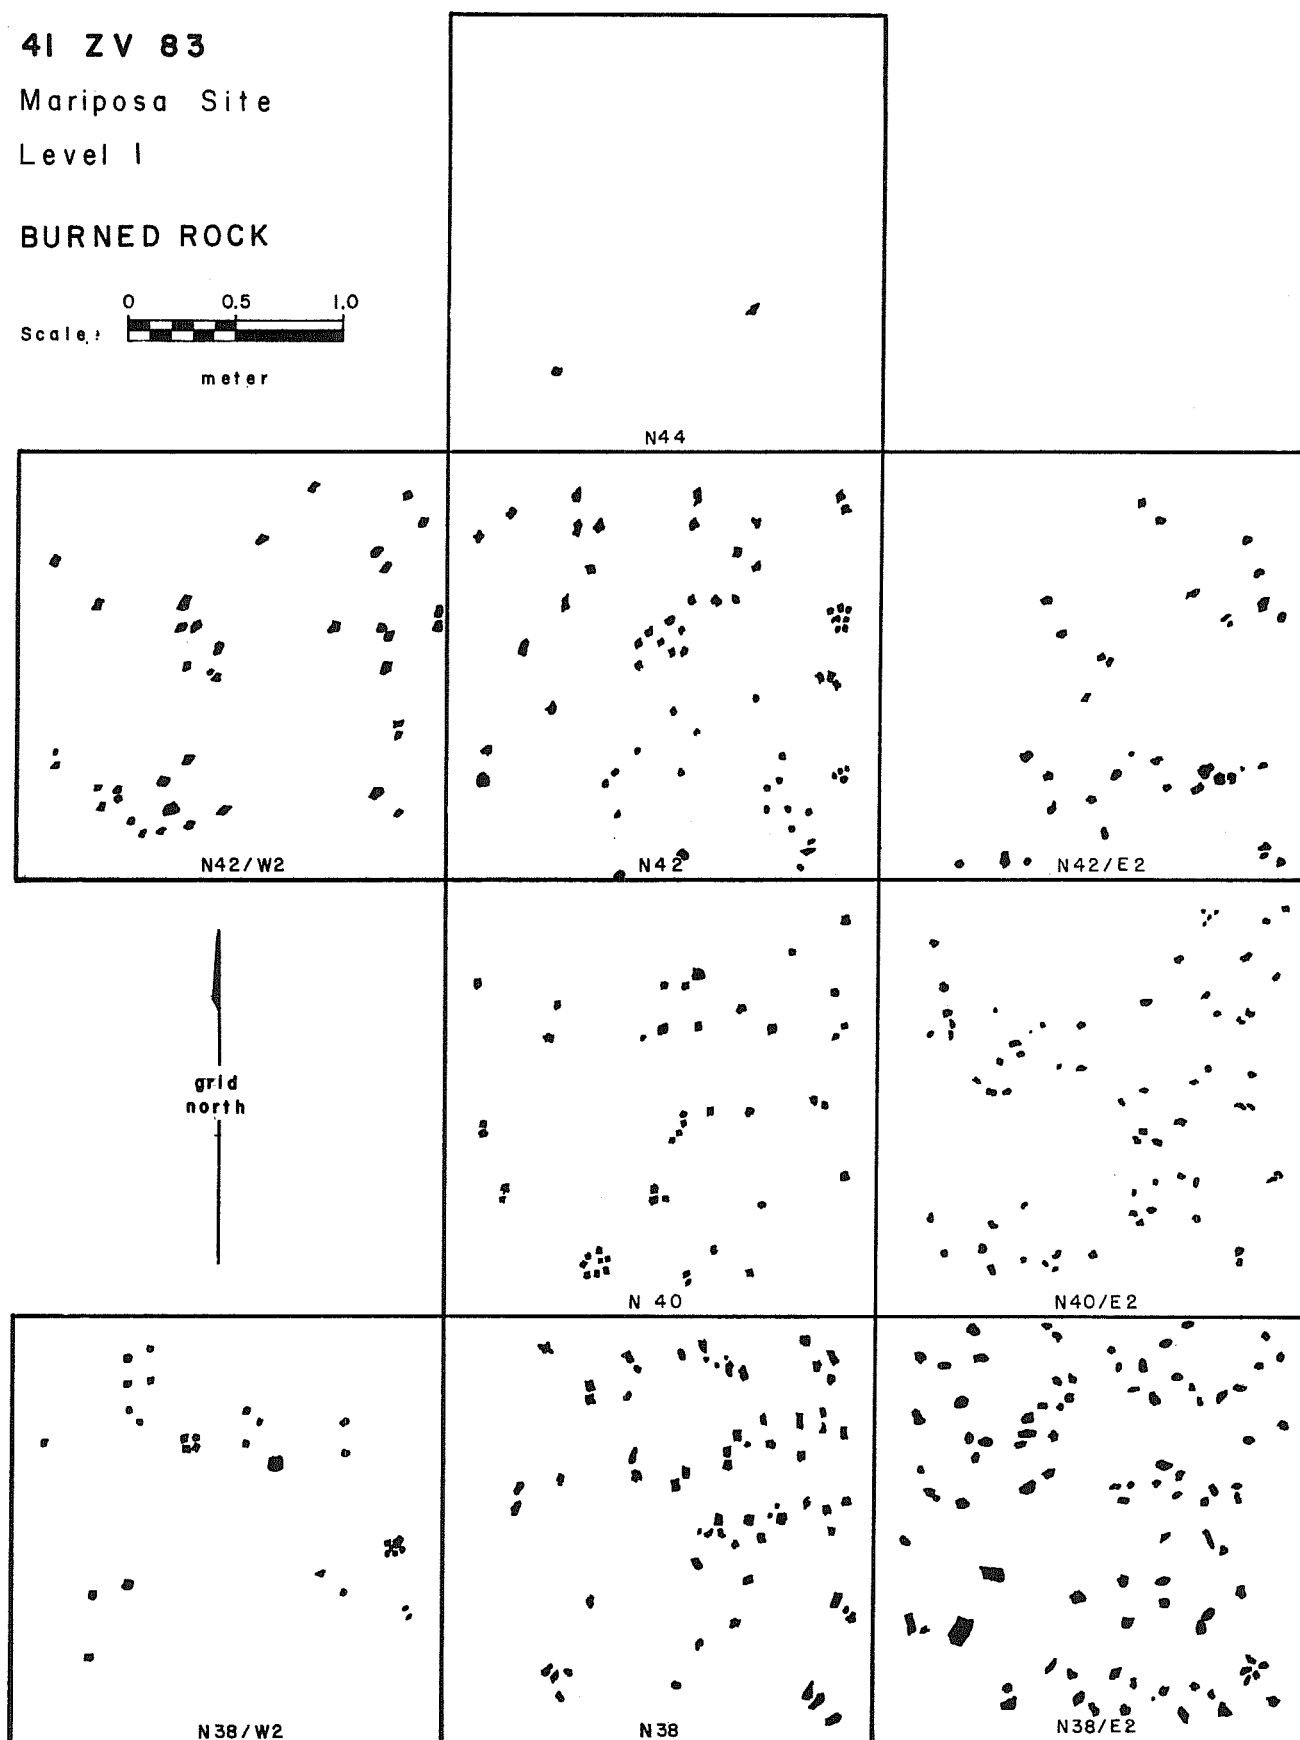 41 ZV 83
Mariposa Site
Level 1
BURNED ROCK
0 0.5 1.0
Scale:
meter
N44
N42/W2 N42 N42/E2
grid
north
N 40 N40/E2
N38/W2 N38 N38/E2